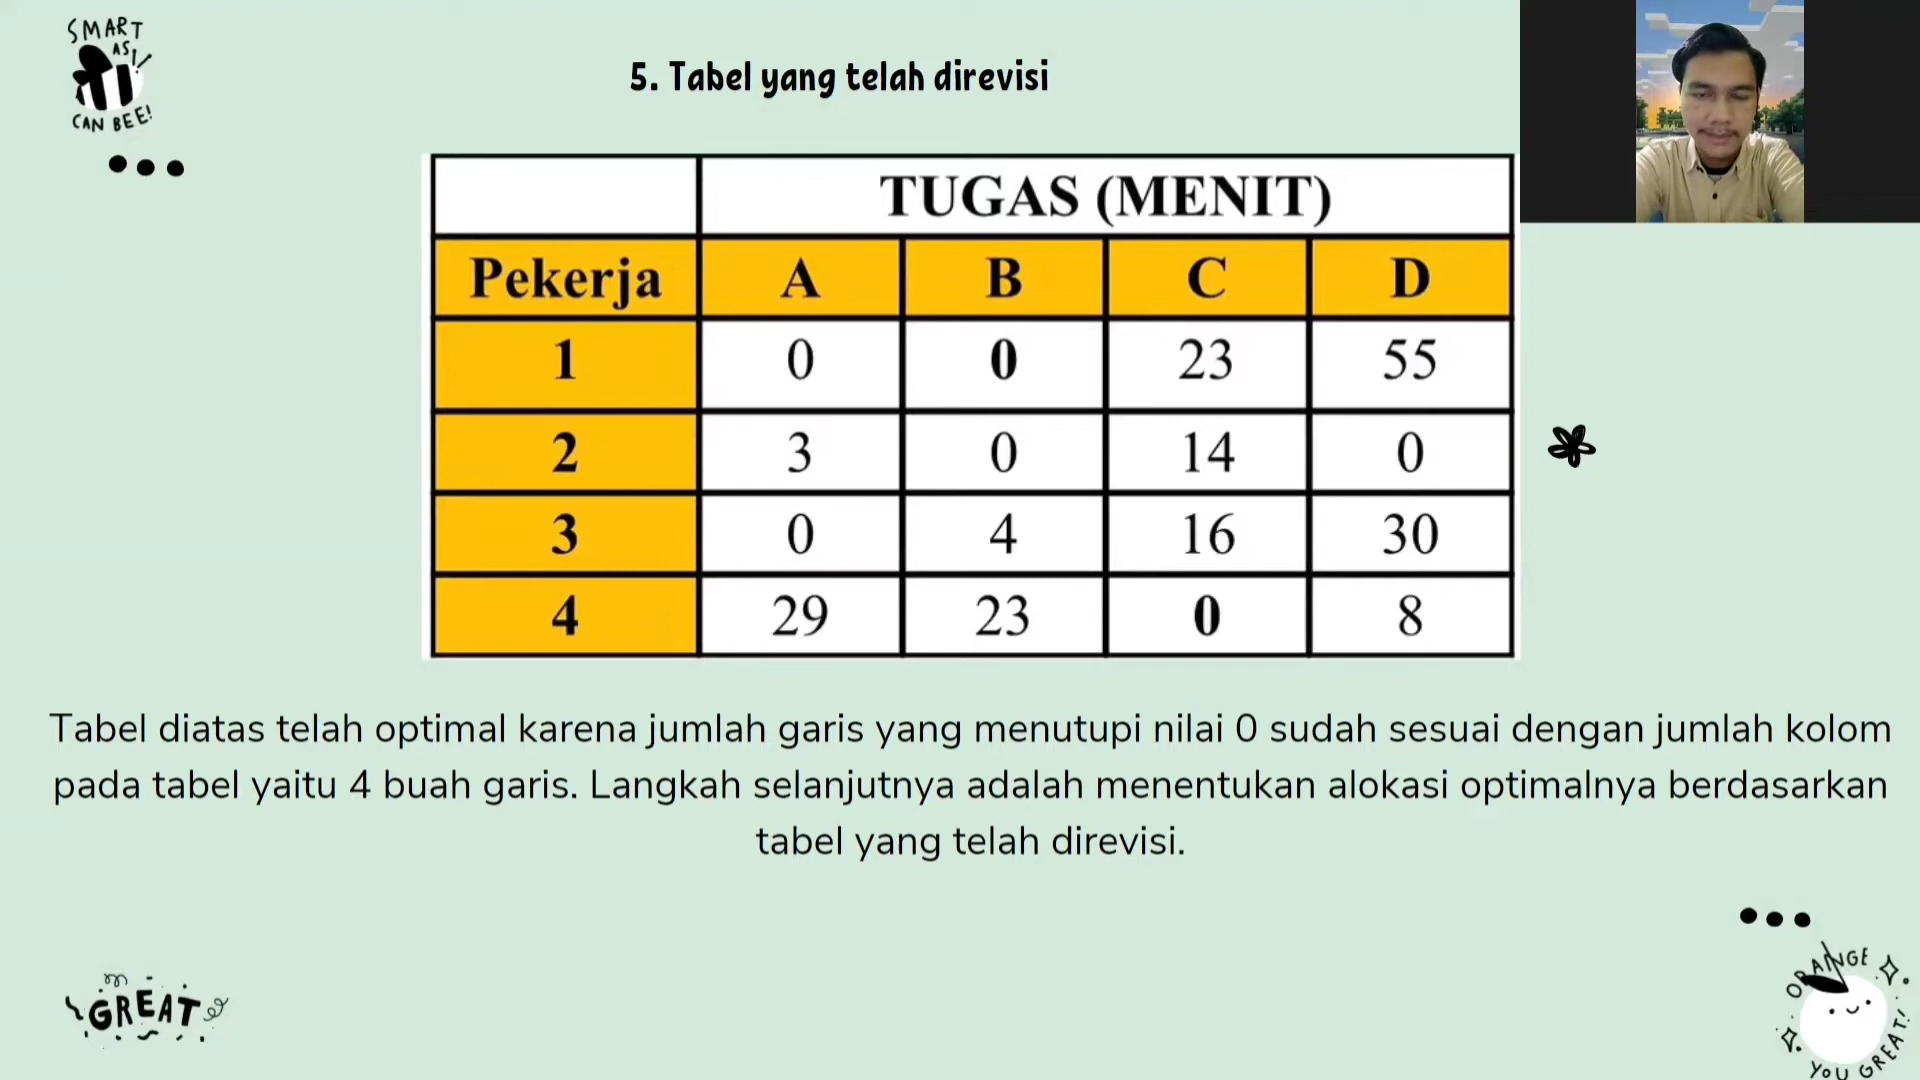 SMART
AS
CAN BEE!
5. Tabel yang telah direvisi
TUGAS (MENIT)
Pekerja A B C D
1 0 0 23 55
2 3 0 14 0
3 0 4 16 30
4 29 23 0 8
Tabel diatas telah optimal karena jumlah garis yang menutupi nilai 0 sudah sesuai dengan jumlah kolom
pada tabel yaitu 4 buah garis. Langkah selanjutnya adalah menentukan alokasi optimalnya berdasarkan
tabel yang telah direvisi.
GREAT
ORANGE
YOU GREAT!